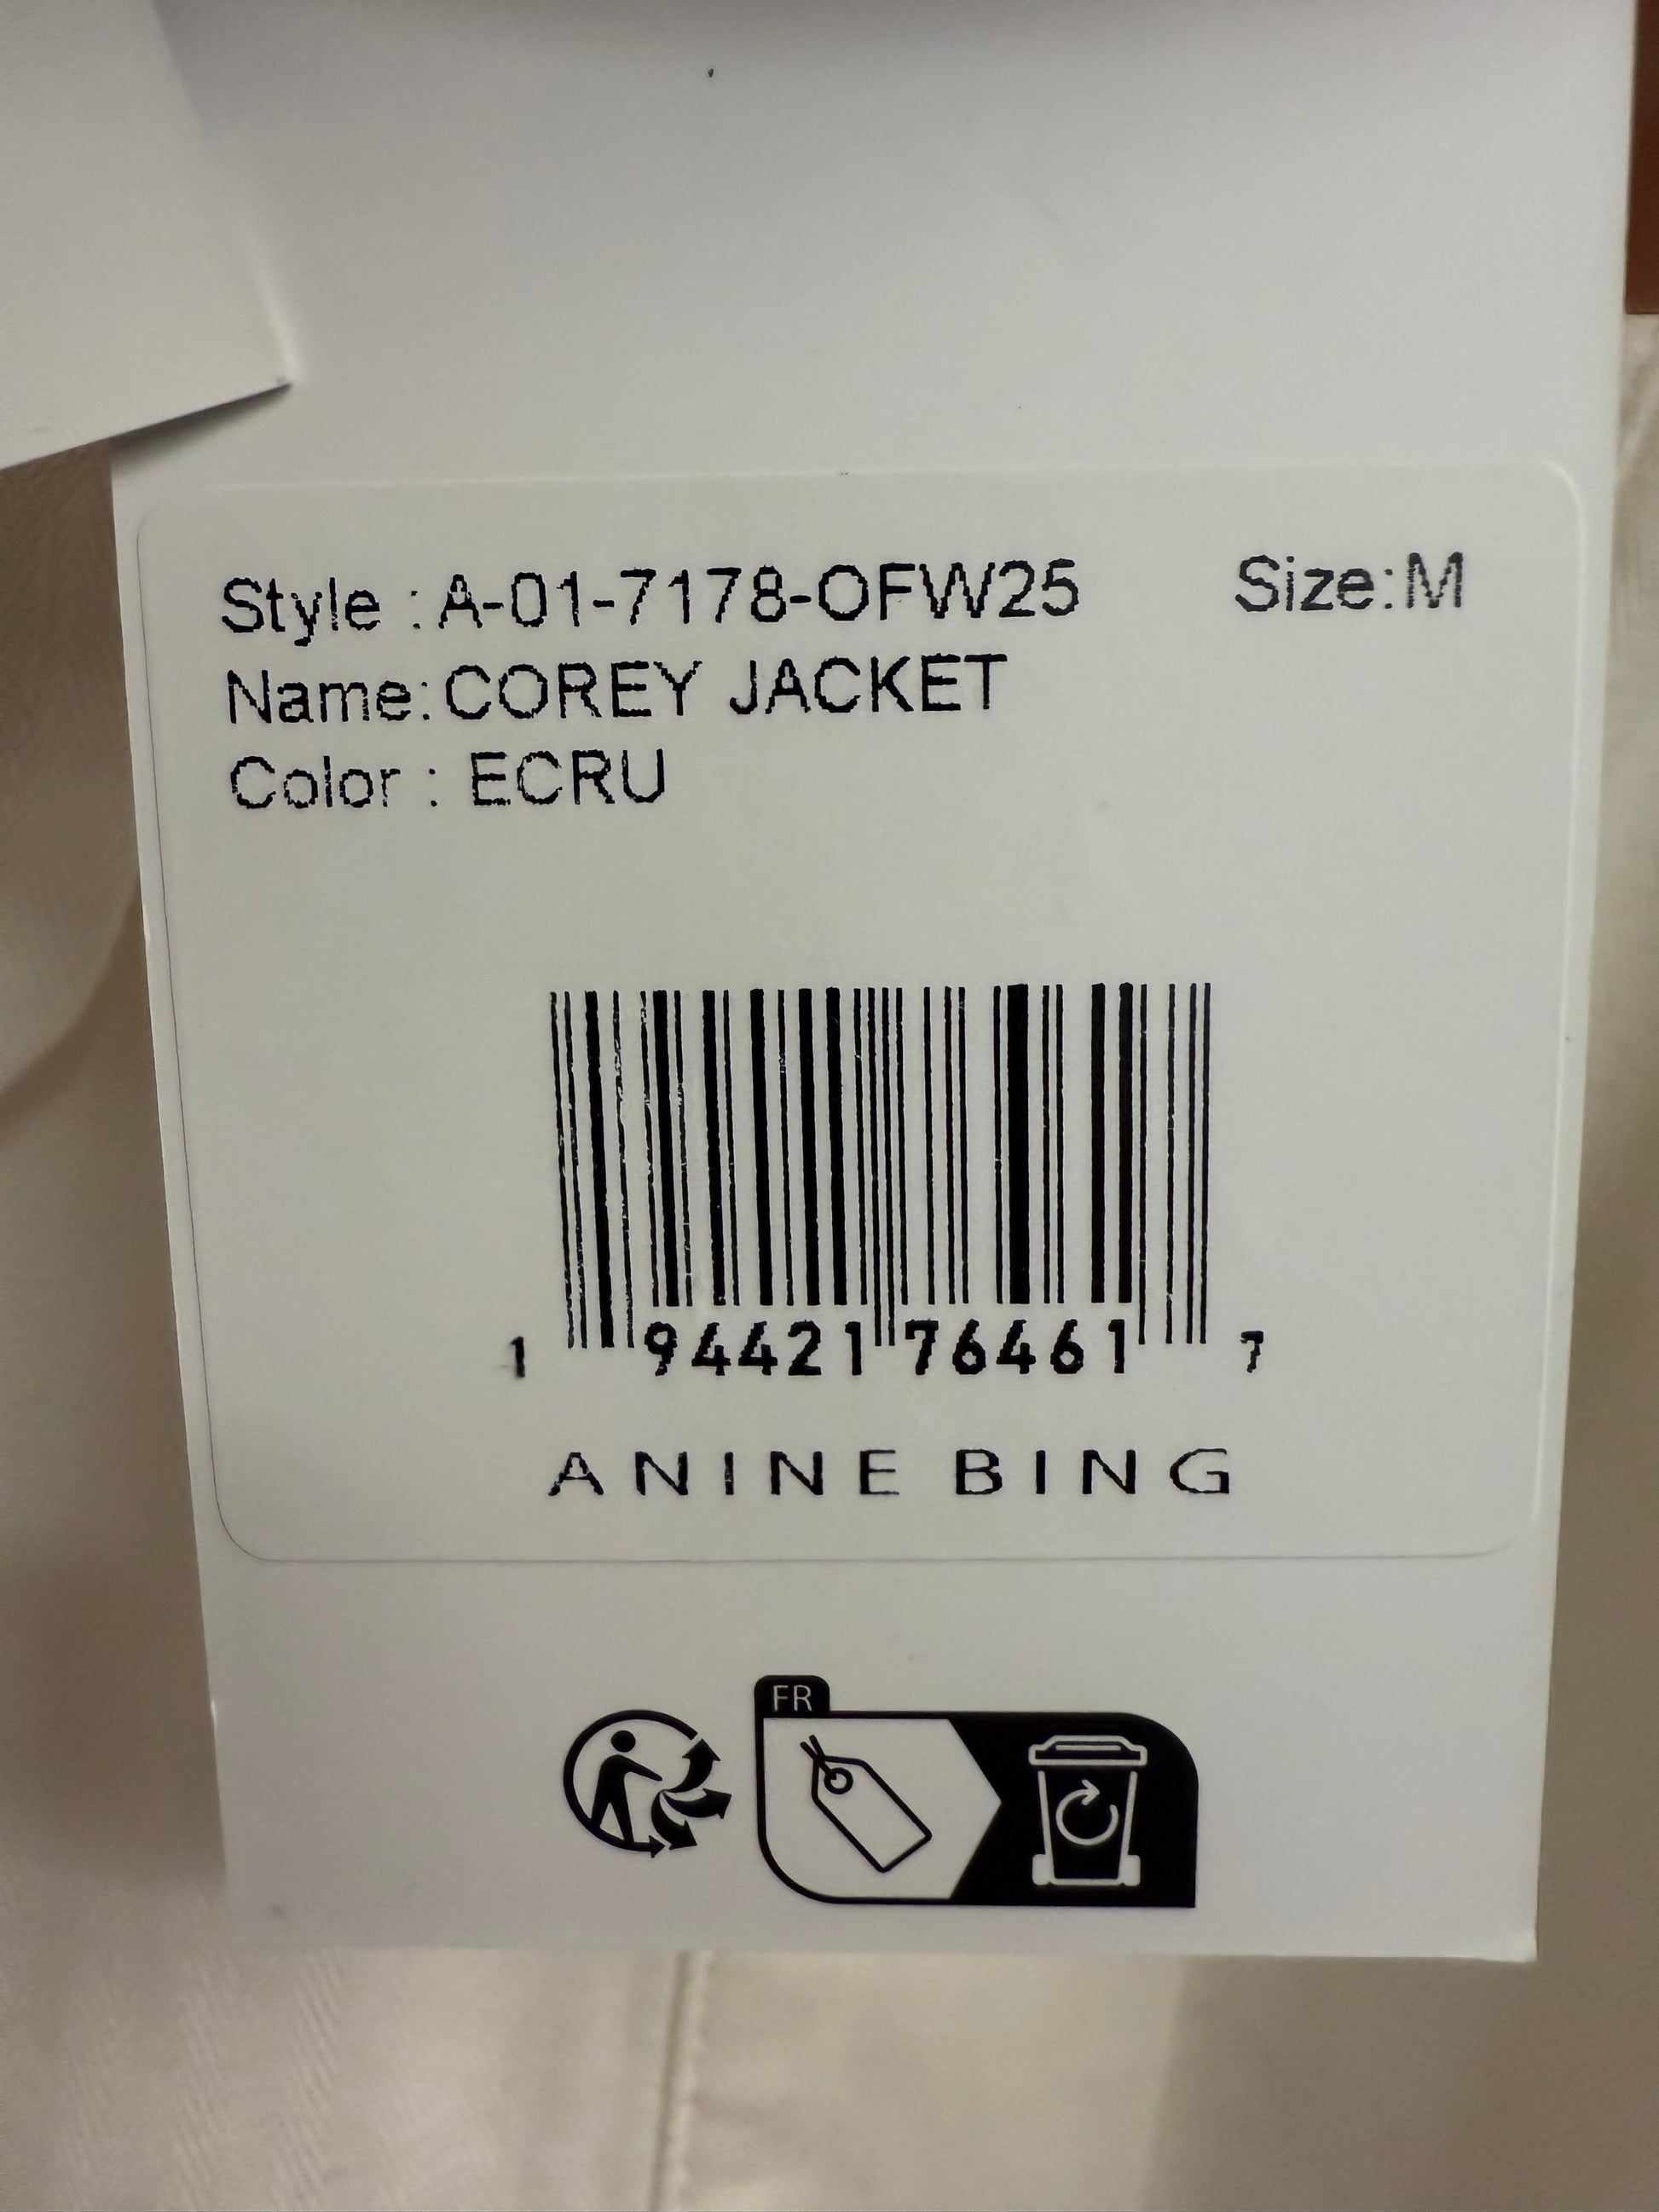 Style : A-01-7178-OFW25 Size:M
Name: COREY JACKET
Color : ECRU
1 94421 76461 7
ANINE BING
FR